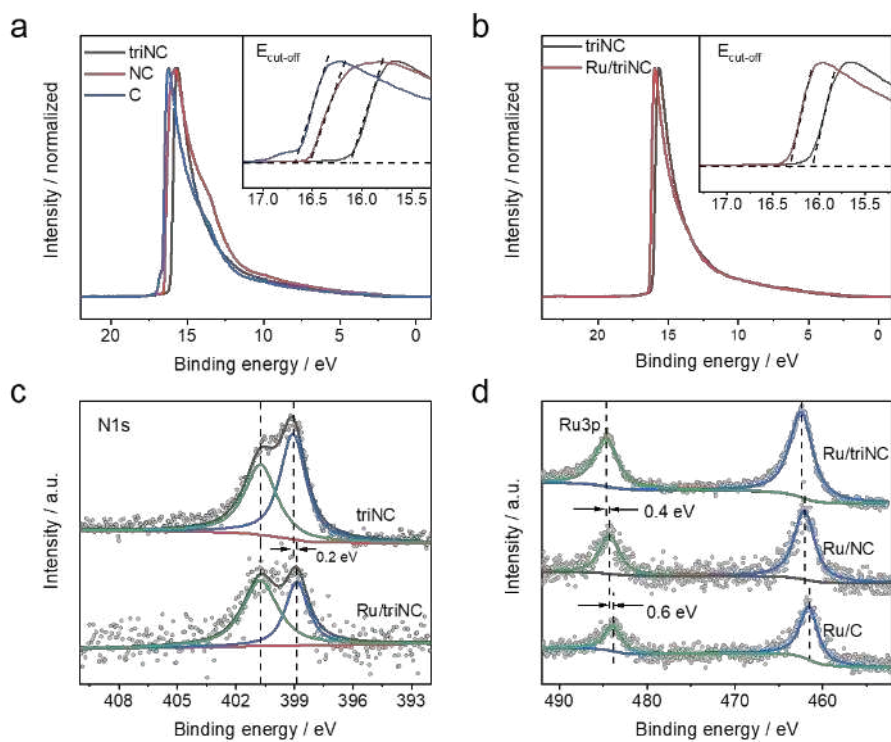 a
triNC
NC
C
E_cut-off
17.0 16.5 16.0 15.5
Intensity / normalized
20 15 10 5 0
Binding energy / eV
b
triNC
Ru/triNC
E_cut-off
17.0 16.5 16.0 15.5
Intensity / normalized
20 15 10 5 0
Binding energy / eV
c
N1s
triNC
0.2 eV
Ru/triNC
Intensity / a.u.
408 405 402 399 396 393
Binding energy / eV
d
Ru3p
Ru/triNC
0.4 eV
Ru/NC
0.6 eV
Ru/C
Intensity / a.u.
490 480 470 460
Binding energy / eV